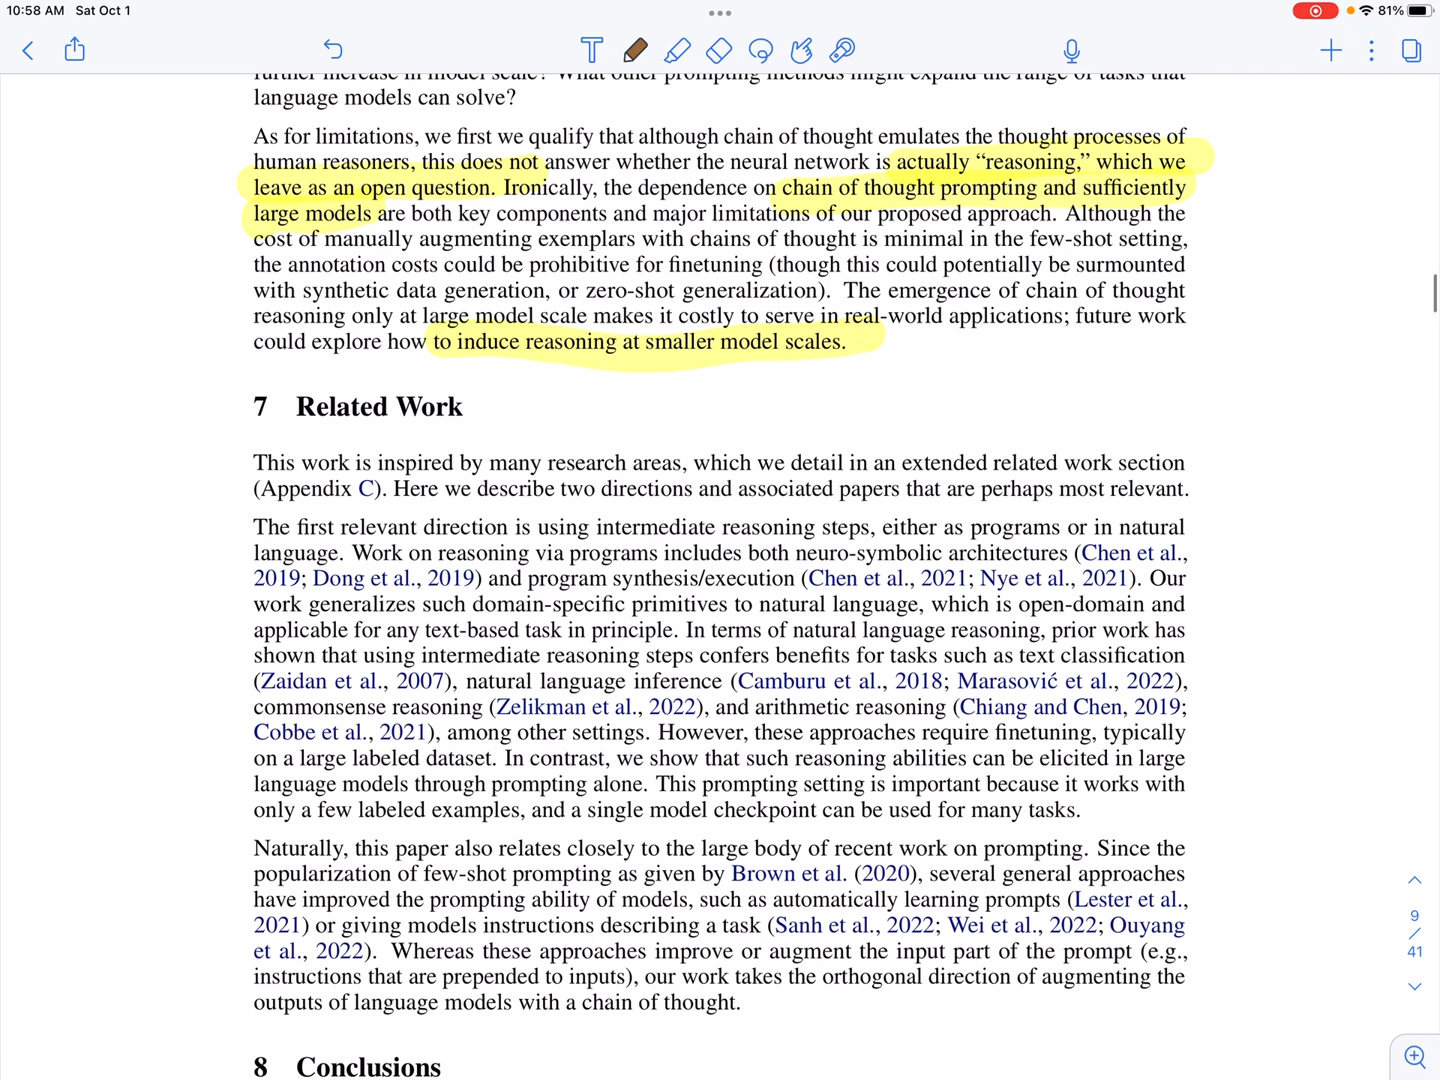 10:58 AM Sat Oct 1
81%
further increase in model scale? What other prompting methods might expand the range of tasks that
language models can solve?
As for limitations, we first we qualify that although chain of thought emulates the thought processes of
human reasoners, this does not answer whether the neural network is actually “reasoning,” which we
leave as an open question. Ironically, the dependence on chain of thought prompting and sufficiently
large models are both key components and major limitations of our proposed approach. Although the
cost of manually augmenting exemplars with chains of thought is minimal in the few-shot setting,
the annotation costs could be prohibitive for finetuning (though this could potentially be surmounted
with synthetic data generation, or zero-shot generalization). The emergence of chain of thought
reasoning only at large model scale makes it costly to serve in real-world applications; future work
could explore how to induce reasoning at smaller model scales.
7 Related Work
This work is inspired by many research areas, which we detail in an extended related work section
(Appendix C). Here we describe two directions and associated papers that are perhaps most relevant.
The first relevant direction is using intermediate reasoning steps, either as programs or in natural
language. Work on reasoning via programs includes both neuro-symbolic architectures (Chen et al.,
2019; Dong et al., 2019) and program synthesis/execution (Chen et al., 2021; Nye et al., 2021). Our
work generalizes such domain-specific primitives to natural language, which is open-domain and
applicable for any text-based task in principle. In terms of natural language reasoning, prior work has
shown that using intermediate reasoning steps confers benefits for tasks such as text classification
(Zaidan et al., 2007), natural language inference (Camburu et al., 2018; Marasović et al., 2022),
commonsense reasoning (Zelikman et al., 2022), and arithmetic reasoning (Chiang and Chen, 2019;
Cobbe et al., 2021), among other settings. However, these approaches require finetuning, typically
on a large labeled dataset. In contrast, we show that such reasoning abilities can be elicited in large
language models through prompting alone. This prompting setting is important because it works with
only a few labeled examples, and a single model checkpoint can be used for many tasks.
Naturally, this paper also relates closely to the large body of recent work on prompting. Since the
popularization of few-shot prompting as given by Brown et al. (2020), several general approaches
have improved the prompting ability of models, such as automatically learning prompts (Lester et al.,
2021) or giving models instructions describing a task (Sanh et al., 2022; Wei et al., 2022; Ouyang
et al., 2022). Whereas these approaches improve or augment the input part of the prompt (e.g.,
instructions that are prepended to inputs), our work takes the orthogonal direction of augmenting the
outputs of language models with a chain of thought.
8 Conclusions
9
/
41